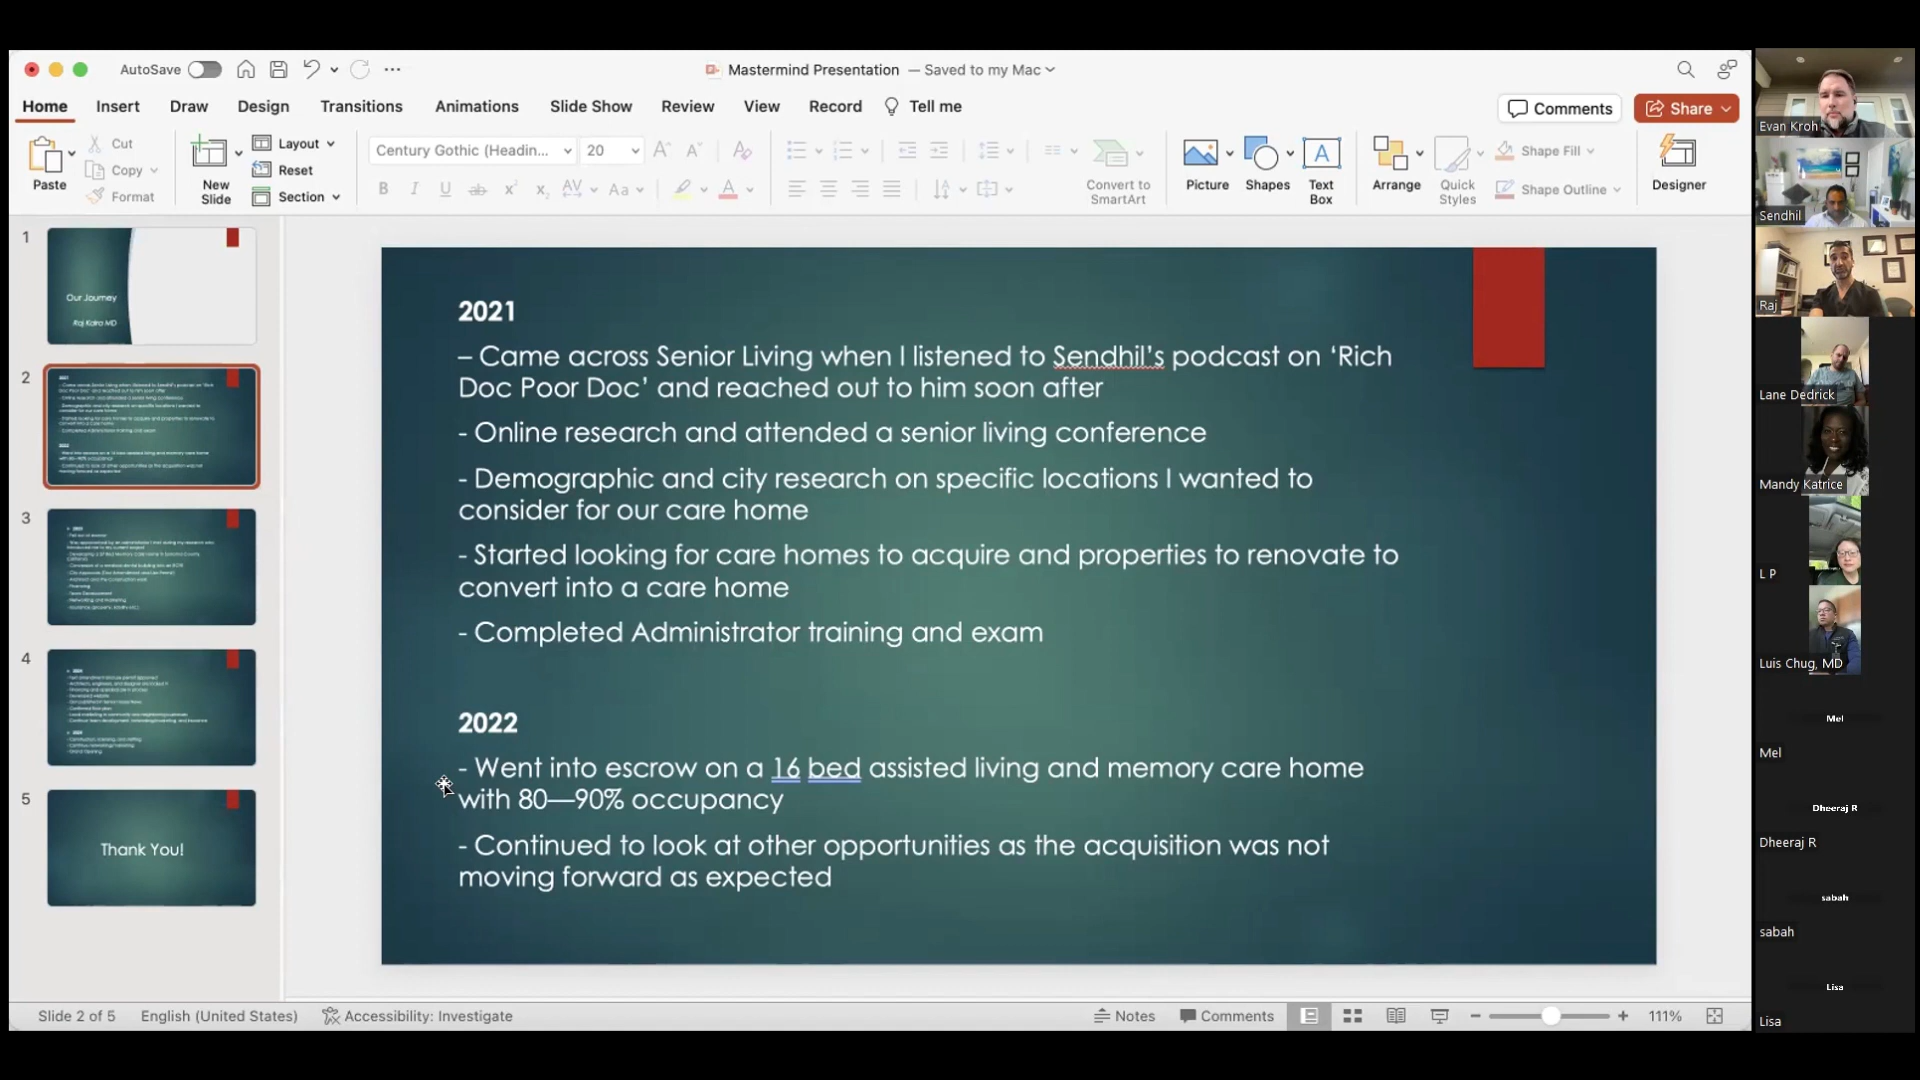 AutoSave
Mastermind Presentation — Saved to my Mac
Home Insert Draw Design Transitions Animations Slide Show Review View Record Tell me
Comments Share
Paste
Cut
Copy
Format
New Slide
Layout
Reset
Section
Century Gothic (Headin... 20
Convert to SmartArt
Picture
Shapes
Text Box
Arrange
Quick Styles
Shape Fill
Shape Outline
Designer
1
Our Journey
Raj Kalra MD
2
3
4
5
Thank You!
2021
– Came across Senior Living when I listened to Sendhil’s podcast on ‘Rich
Doc Poor Doc’ and reached out to him soon after
- Online research and attended a senior living conference
- Demographic and city research on specific locations I wanted to
consider for our care home
- Started looking for care homes to acquire and properties to renovate to
convert into a care home
- Completed Administrator training and exam
2022
- Went into escrow on a 16 bed assisted living and memory care home
with 80—90% occupancy
- Continued to look at other opportunities as the acquisition was not
moving forward as expected
Slide 2 of 5 English (United States) Accessibility: Investigate Notes Comments 111%
Evan Kroh
Sendhil
Raj
Lane Dedrick
Mandy Katrice
L P
Luis Chug, MD
Mel
Mel
Dheeraj R
Dheeraj R
sabah
sabah
Lisa
Lisa